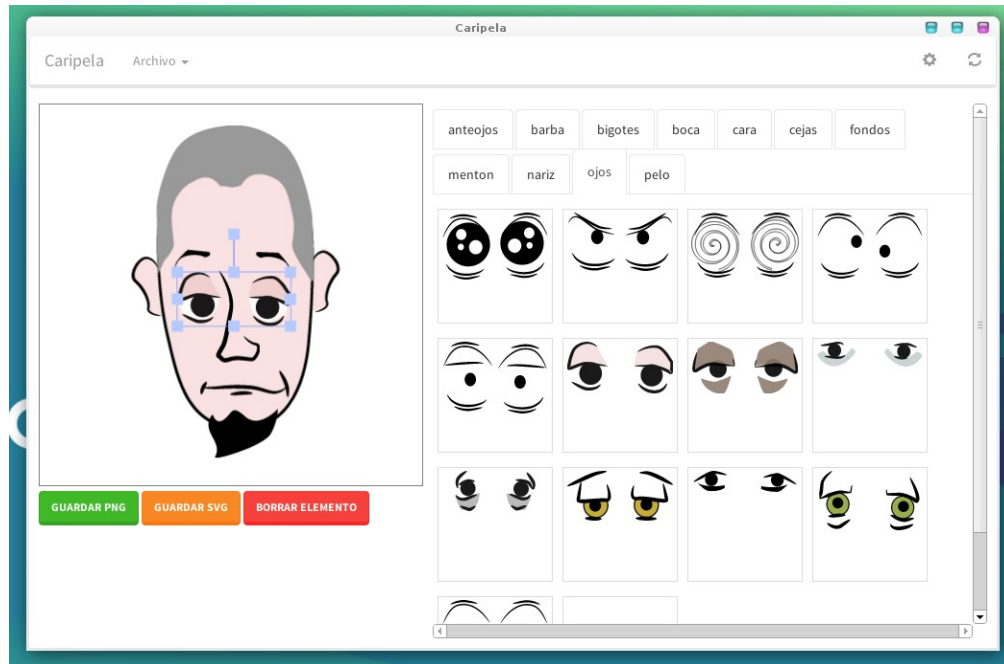 Caripela
Caripela Archivo
anteojos barba bigotes boca cara cejas fondos
menton nariz ojos pelo
GUARDAR PNG GUARDAR SVG BORRAR ELEMENTO